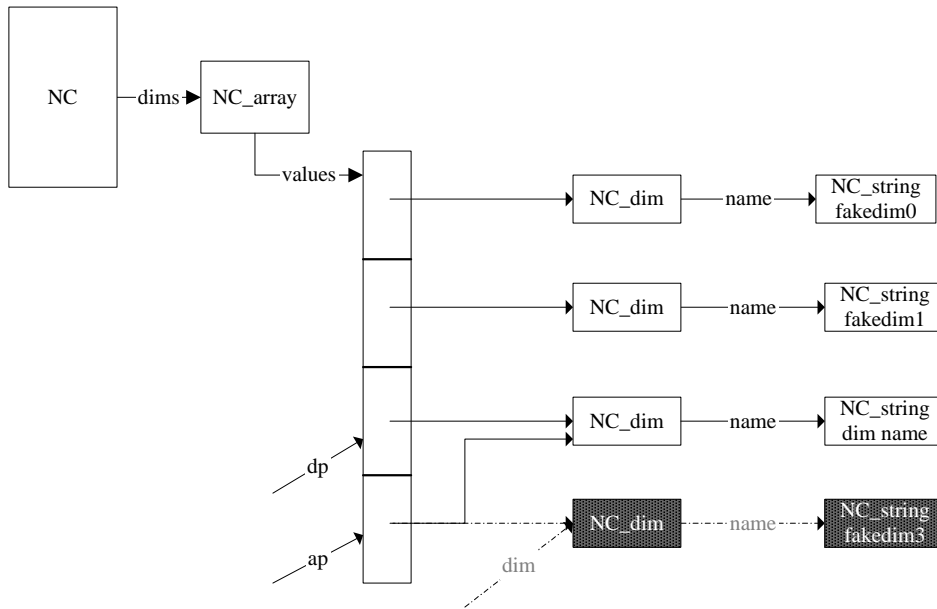 NC
dims
NC_array
values
NC_dim
name
NC_string
fakedim0
NC_dim
name
NC_string
fakedim1
NC_dim
name
NC_string
dim name
dp
NC_dim
name
NC_string
fakedim3
ap
dim